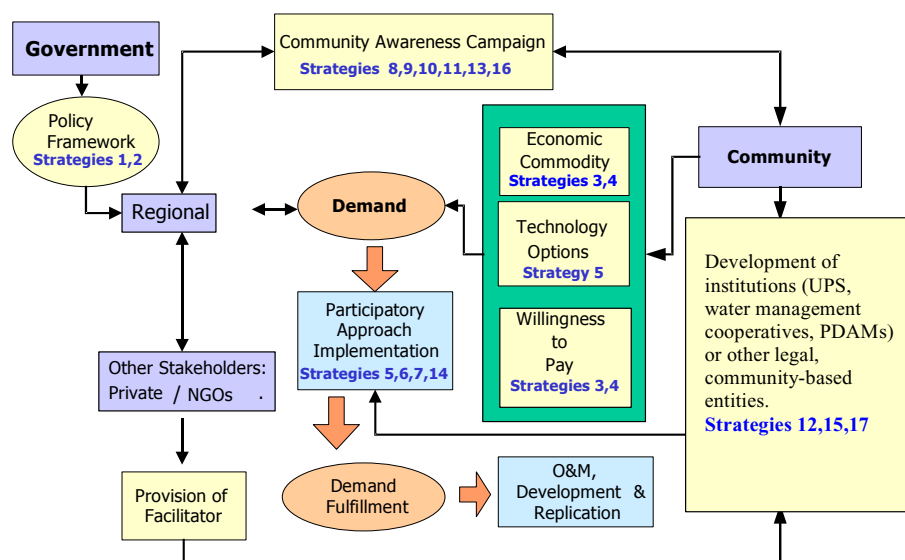 Government
Community Awareness Campaign
Strategies 8,9,10,11,13,16
Policy
Framework
Strategies 1,2
Economic
Commodity
Strategies 3,4
Community
Regional
Demand
Technology
Options
Strategy 5
Development of
institutions (UPS,
water management
cooperatives, PDAMs)
or other legal,
community-based
entities.
Strategies 12,15,17
Participatory
Approach
Implementation
Strategies 5,6,7,14
Willingness
to
Pay
Strategies 3,4
Other Stakeholders:
Private / NGOs .
Provision of
Facilitator
Demand
Fulfillment
O&M,
Development &
Replication